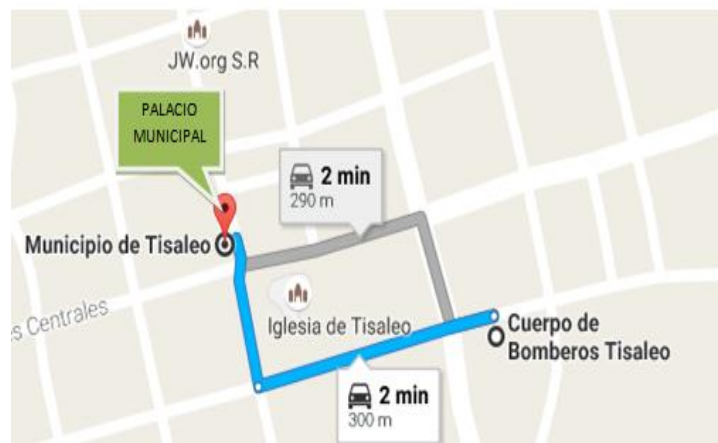 JW.org S.R
PALACIO
MUNICIPAL
2 min
290 m
Municipio de Tisaleo
Iglesia de Tisaleo
s Centrales
Cuerpo de
Bomberos Tisaleo
2 min
300 m